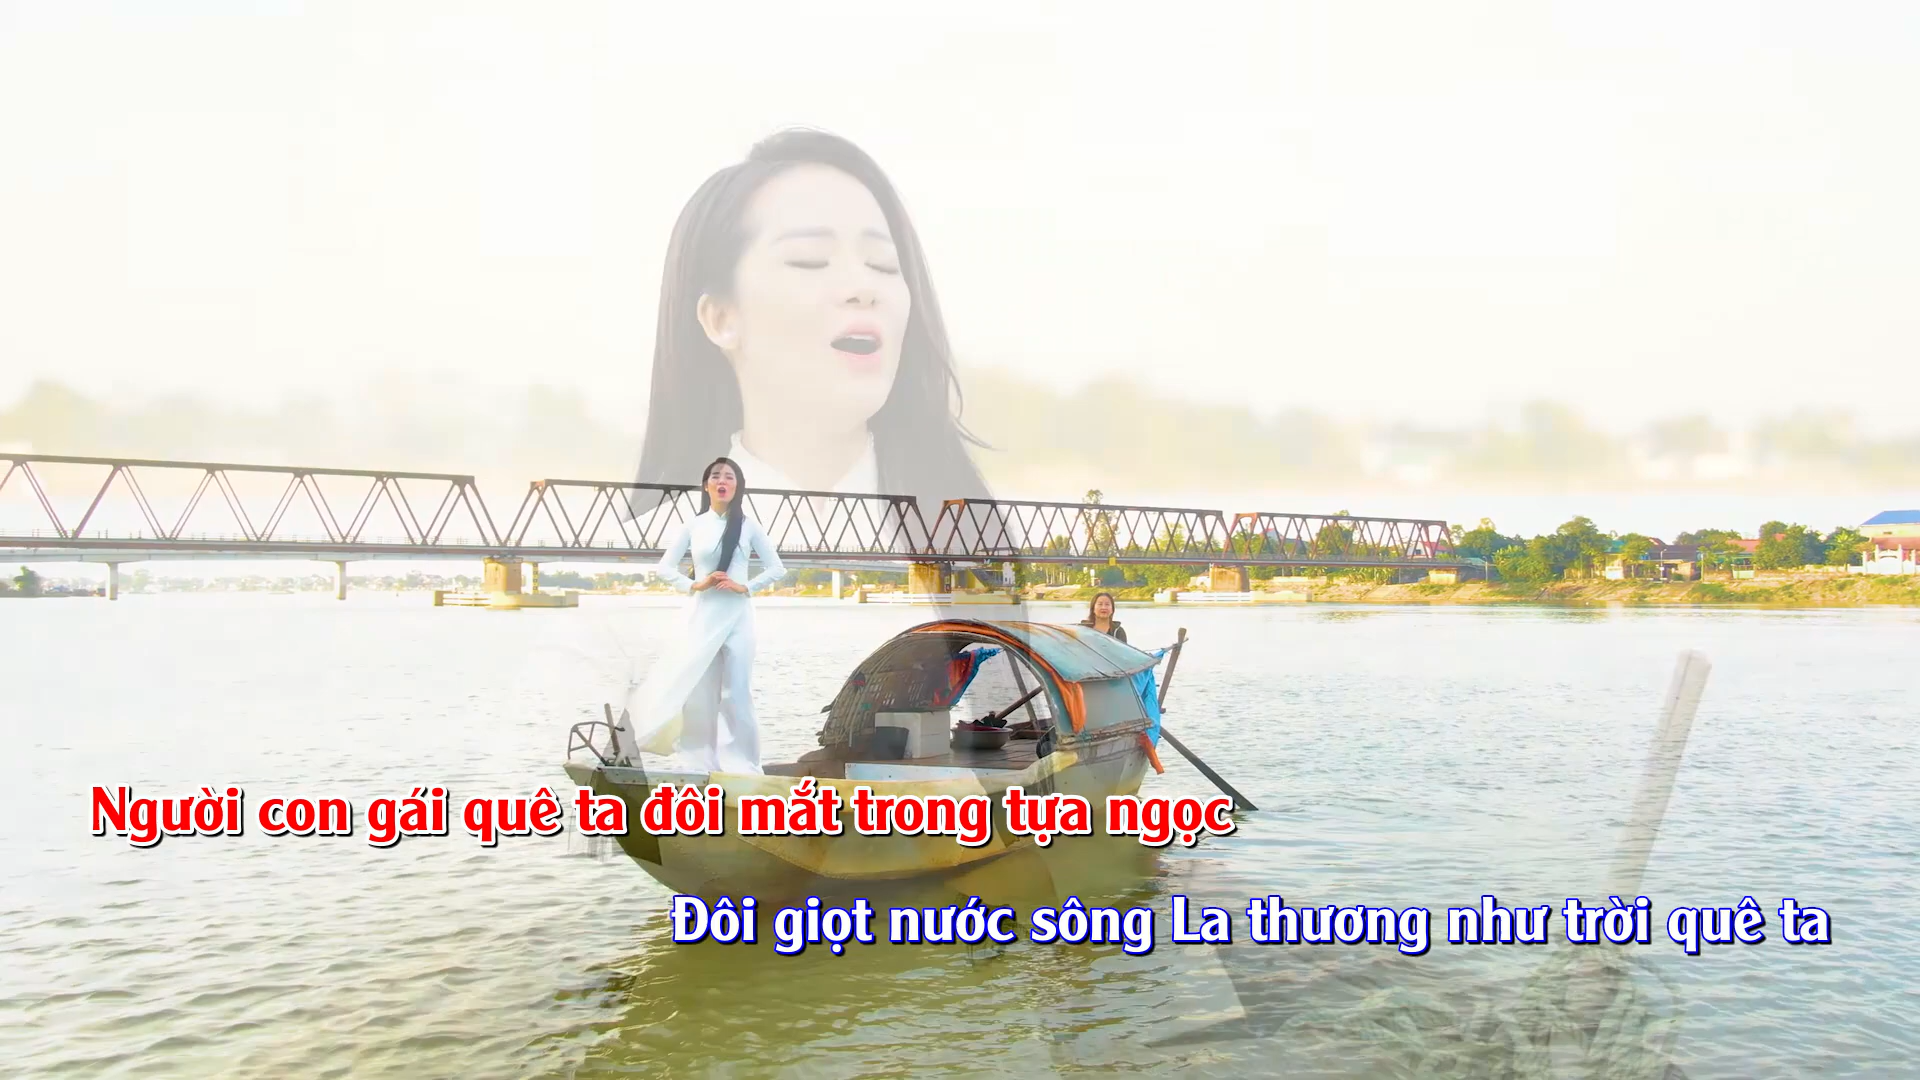 Người con gái quê ta đôi mắt trong tựa ngọc
Đôi giọt nước sông La thương như trời quê ta